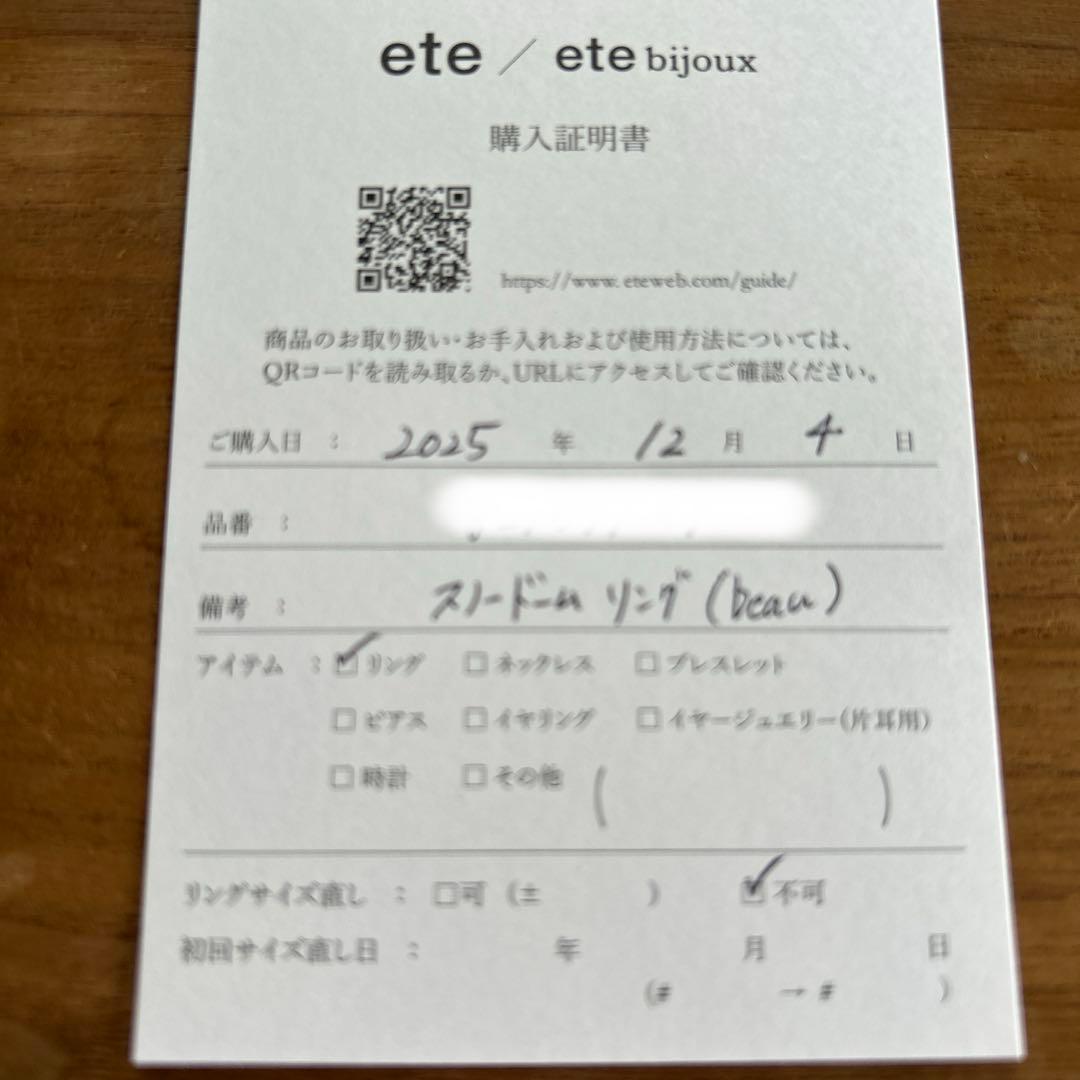 ete / ete bijoux
購入証明書
https://www.eteweb.com/guide/
商品のお取り扱い・お手入れおよび使用方法については、
QRコードを読み取るか、URLにアクセスしてご確認ください。
ご購入日 : 2025 年 12 月 4 日
品番 :
備考 : スノードーム リング (beau)
アイテム : ☑リング □ネックレス □ブレスレット
□ピアス □イヤリング □イヤージュエリー(片耳用)
□時計 □その他 ( )
リングサイズ直し : □可 (± ) ☑不可
初回サイズ直し日 : 年 月 日
(# → # )